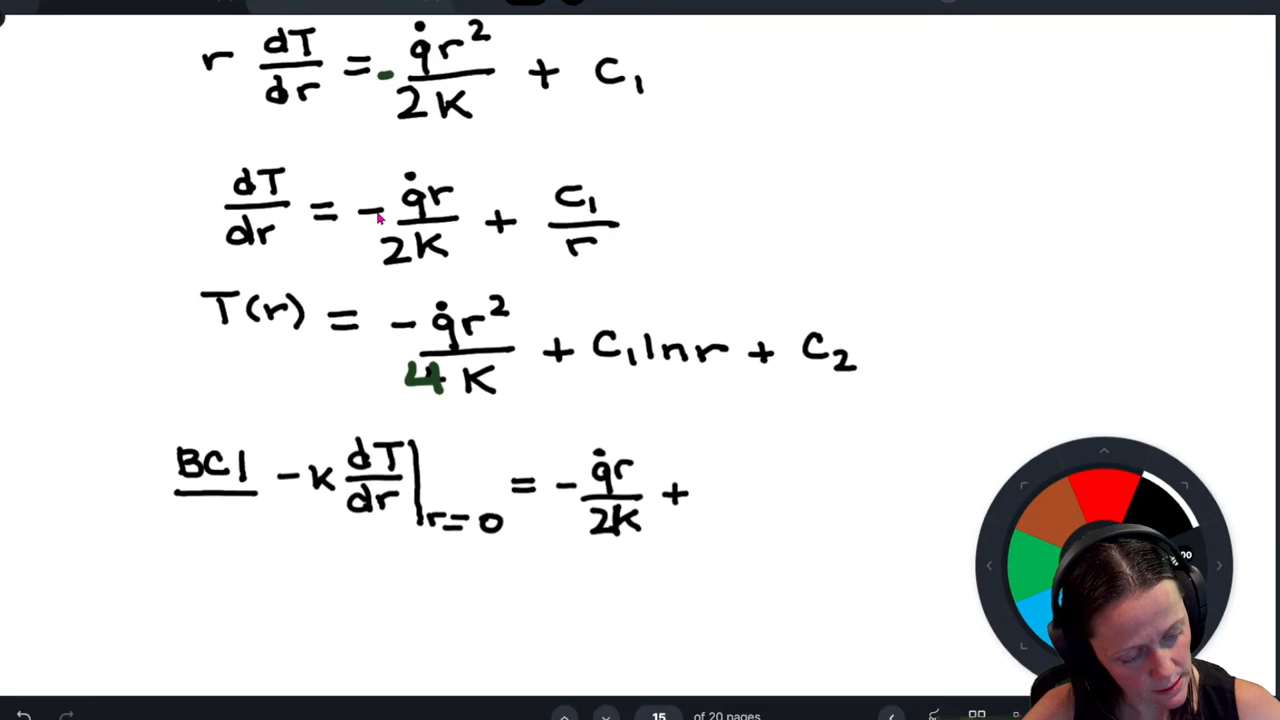 r dT/dr = - q̇r²/2K + C₁
dT/dr = - q̇r/2K + C₁/r
T(r) = - q̇r²/4K + C₁lnr + C₂
BC1 -K dT/dr |r=0 = - q̇r/2K +
15 of 20 pages